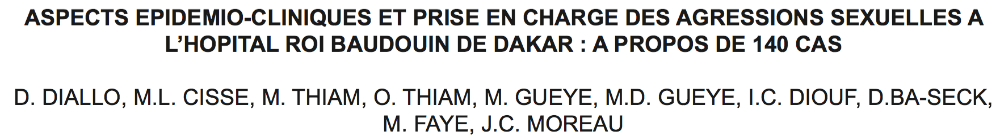 ASPECTS EPIDEMIO-CLINIQUES ET PRISE EN CHARGE DES AGRESSIONS SEXUELLES A
L’HOPITAL ROI BAUDOUIN DE DAKAR : A PROPOS DE 140 CAS
D. DIALLO, M.L. CISSE, M. THIAM, O. THIAM, M. GUEYE, M.D. GUEYE, I.C. DIOUF, D.BA-SECK,
M. FAYE, J.C. MOREAU